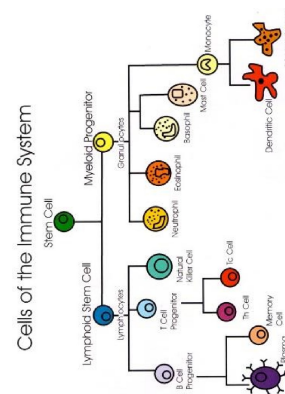 Cells of the Immune System
Stem Cell
Lymphoid Stem Cell
Myeloid Progenitor
Lymphocytes
Granulocytes
B Cell
Progenitor
T Cell
Progenitor
Natural
Killer Cell
Neutrophil
Eosinophil
Basophil
Mast Cell
Monocyte
Memory
Cell
Plasma
Th Cell
Tc Cell
Dendritic Cell